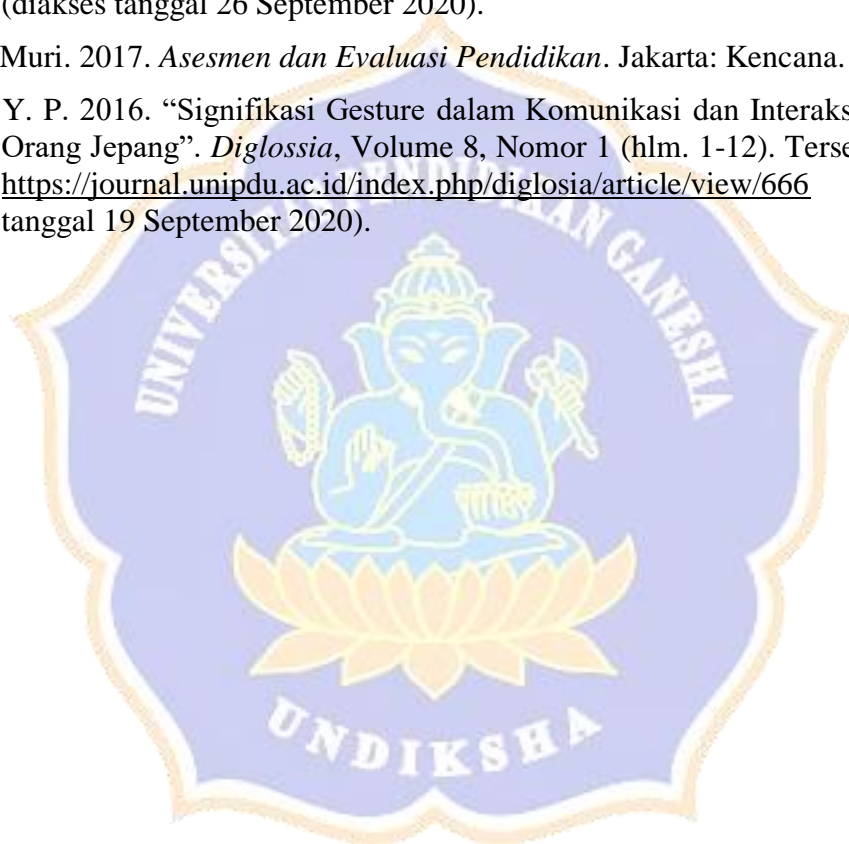 (diakses tanggal 26 September 2020).
Muri. 2017. Asesmen dan Evaluasi Pendidikan. Jakarta: Kencana.
Y. P. 2016. “Signifikasi Gesture dalam Komunikasi dan Interaks
Orang Jepang”. Diglossia, Volume 8, Nomor 1 (hlm. 1-12). Terse
https://journal.unipdu.ac.id/index.php/diglosia/article/view/666
tanggal 19 September 2020).
UNIVERSITAS PENDIDIKAN GANESHA
UNDIKSHA